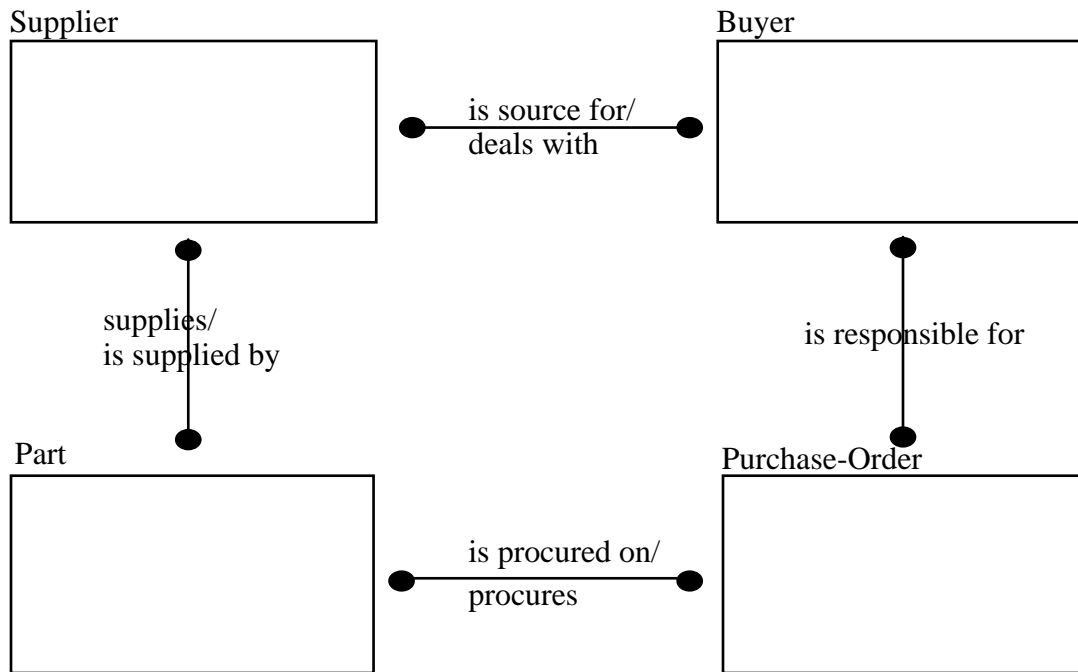 Supplier
Buyer
is source for/
deals with
supplies/
is supplied by
is responsible for
Part
Purchase-Order
is procured on/
procures